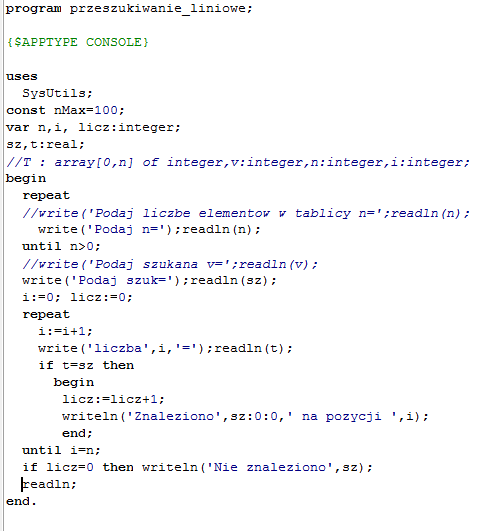 program przeszukiwanie_liniowe;
{$APPTYPE CONSOLE}
uses
  SysUtils;
const nMax=100;
var n,i, licz:integer;
sz,t:real;
//T : array[0,n] of integer,v:integer,n:integer,i:integer;
begin
  repeat
  //write('Podaj liczbe elementow w tablicy n=';readln(n);
    write('Podaj n=');readln(n);
  until n>0;
  //write('Podaj szukana v=';readln(v);
  write('Podaj szuk=');readln(sz);
  i:=0; licz:=0;
  repeat
    i:=i+1;
    write('liczba',i,'=');readln(t);
    if t=sz then
      begin
       licz:=licz+1;
       writeln('Znaleziono',sz:0:0,' na pozycji ',i);
       end;
  until i=n;
  if licz=0 then writeln('Nie znaleziono',sz);
  readln;
end.